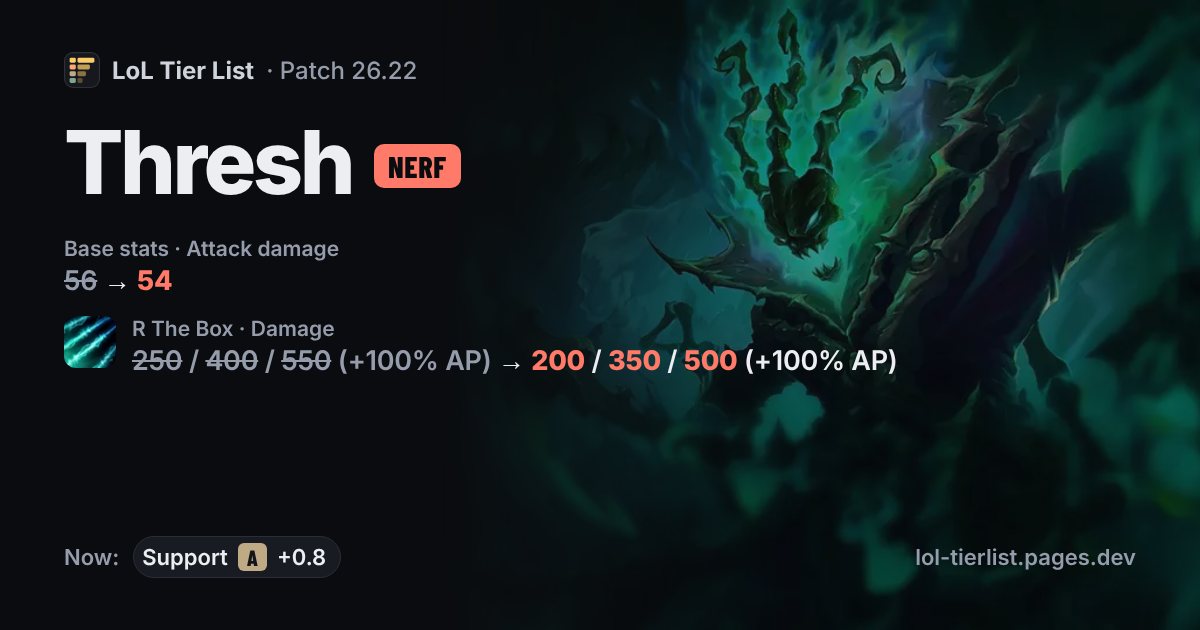 LoL Tier List · Patch 26.22
Thresh NERF
Base stats · Attack damage
56 → 54
R The Box · Damage
250 / 400 / 550 (+100% AP) → 200 / 350 / 500 (+100% AP)
Now: Support A +0.8
lol-tierlist.pages.dev